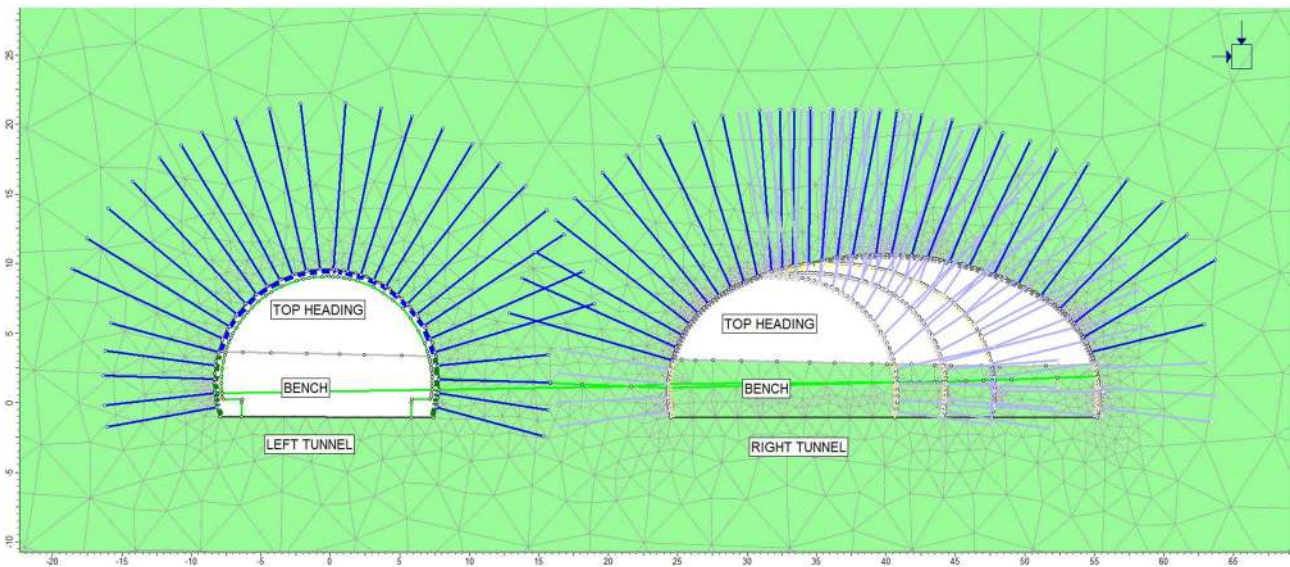 25
20
15
10
5
0
-5
-10
TOP HEADING
TOP HEADING
BENCH
BENCH
LEFT TUNNEL
RIGHT TUNNEL
-20 -15 -10 -5 0 5 10 15 20 25 30 35 40 45 50 55 60 65